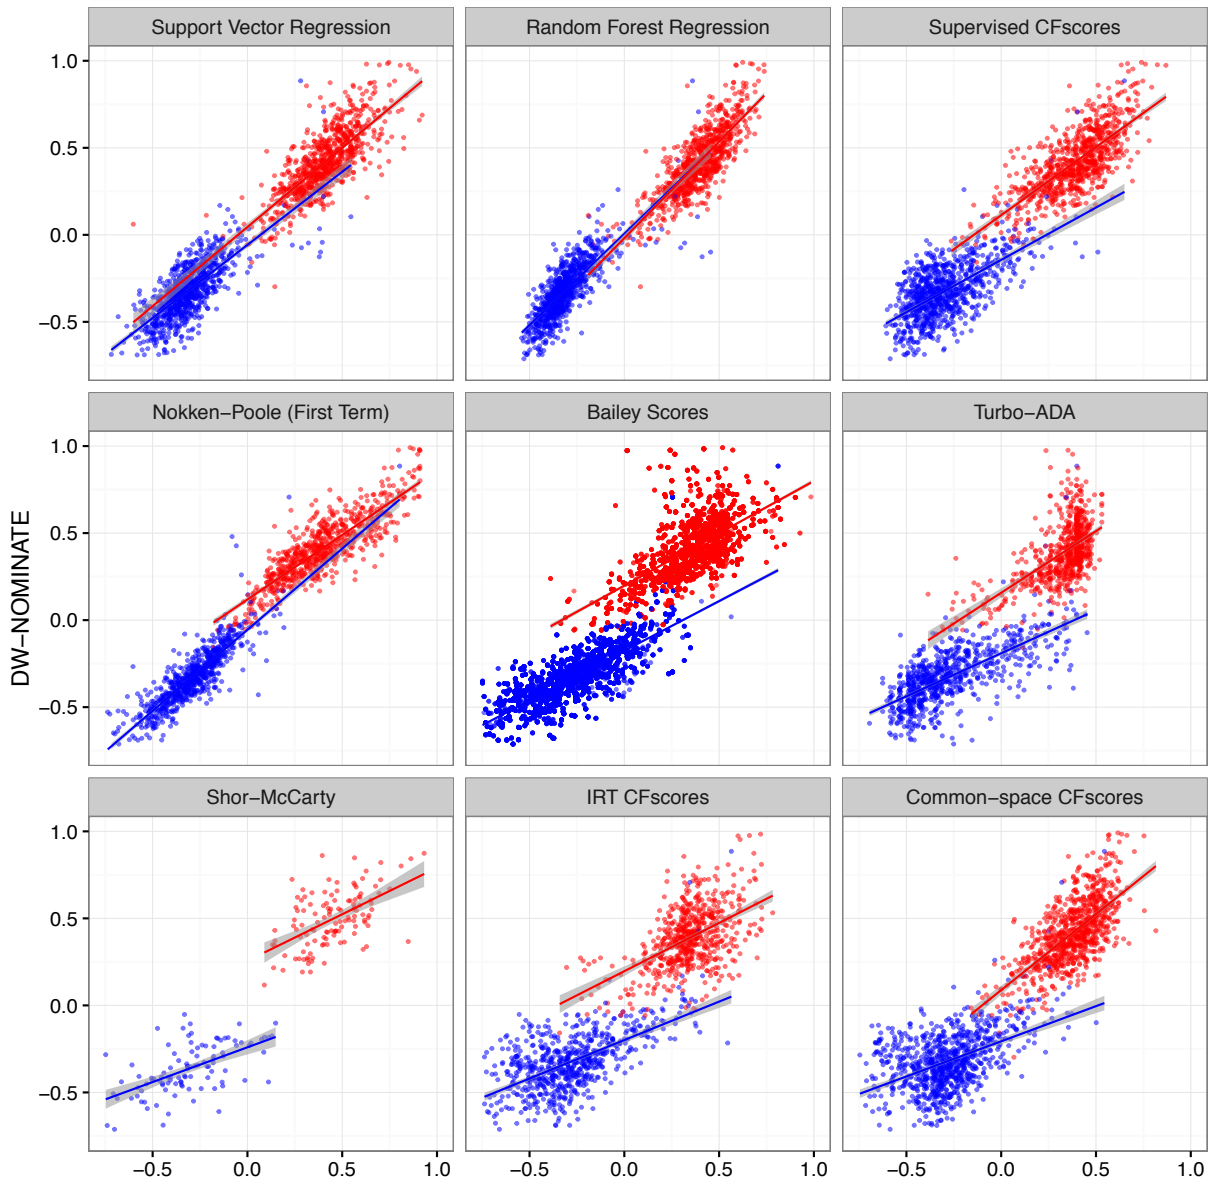 Support Vector Regression
Random Forest Regression
Supervised CFscores
1.0
0.5
0.0
−0.5
Nokken−Poole (First Term)
Bailey Scores
Turbo−ADA
1.0
0.5
0.0
−0.5
DW−NOMINATE
Shor−McCarty
IRT CFscores
Common−space CFscores
1.0
0.5
0.0
−0.5
−0.5 0.0 0.5 1.0 −0.5 0.0 0.5 1.0 −0.5 0.0 0.5 1.0